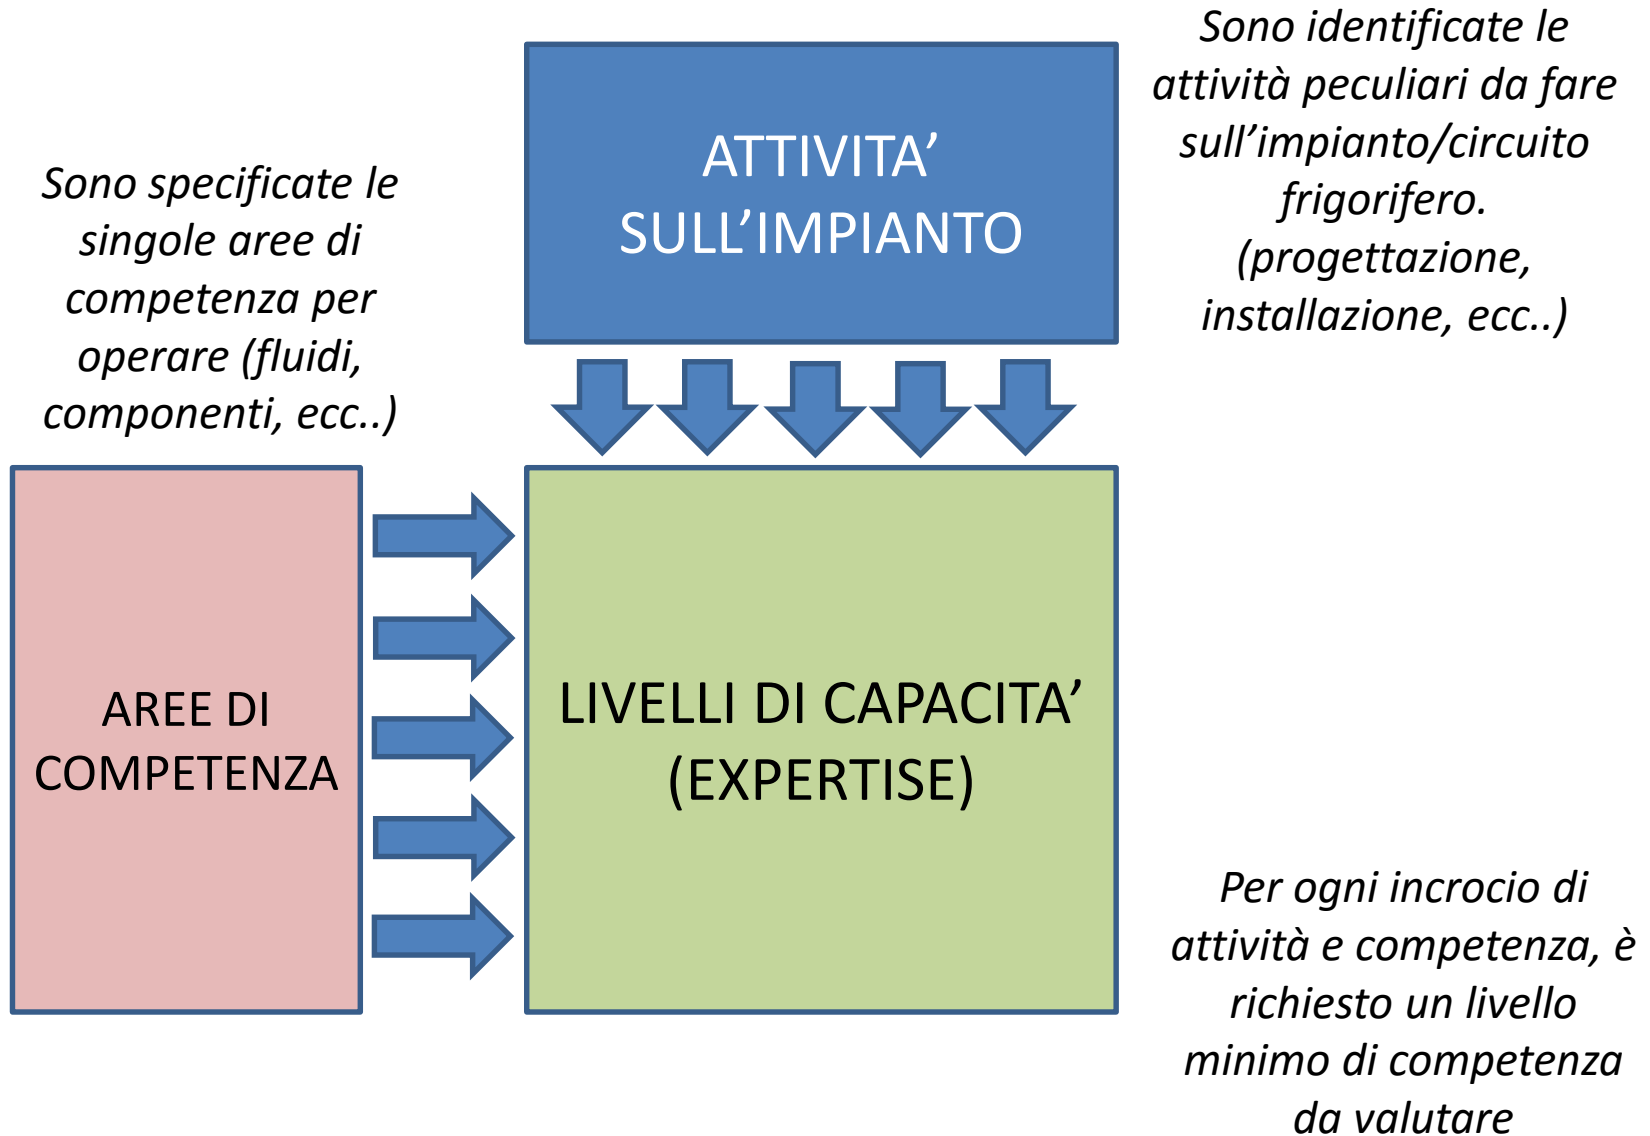 Sono identificate le
attività peculiari da fare
sull’impianto/circuito
frigorifero.
(progettazione,
installazione, ecc..)
ATTIVITA’
SULL’IMPIANTO
Sono specificate le
singole aree di
competenza per
operare (fluidi,
componenti, ecc..)
AREE DI
COMPETENZA
LIVELLI DI CAPACITA’
(EXPERTISE)
Per ogni incrocio di
attività e competenza, è
richiesto un livello
minimo di competenza
da valutare